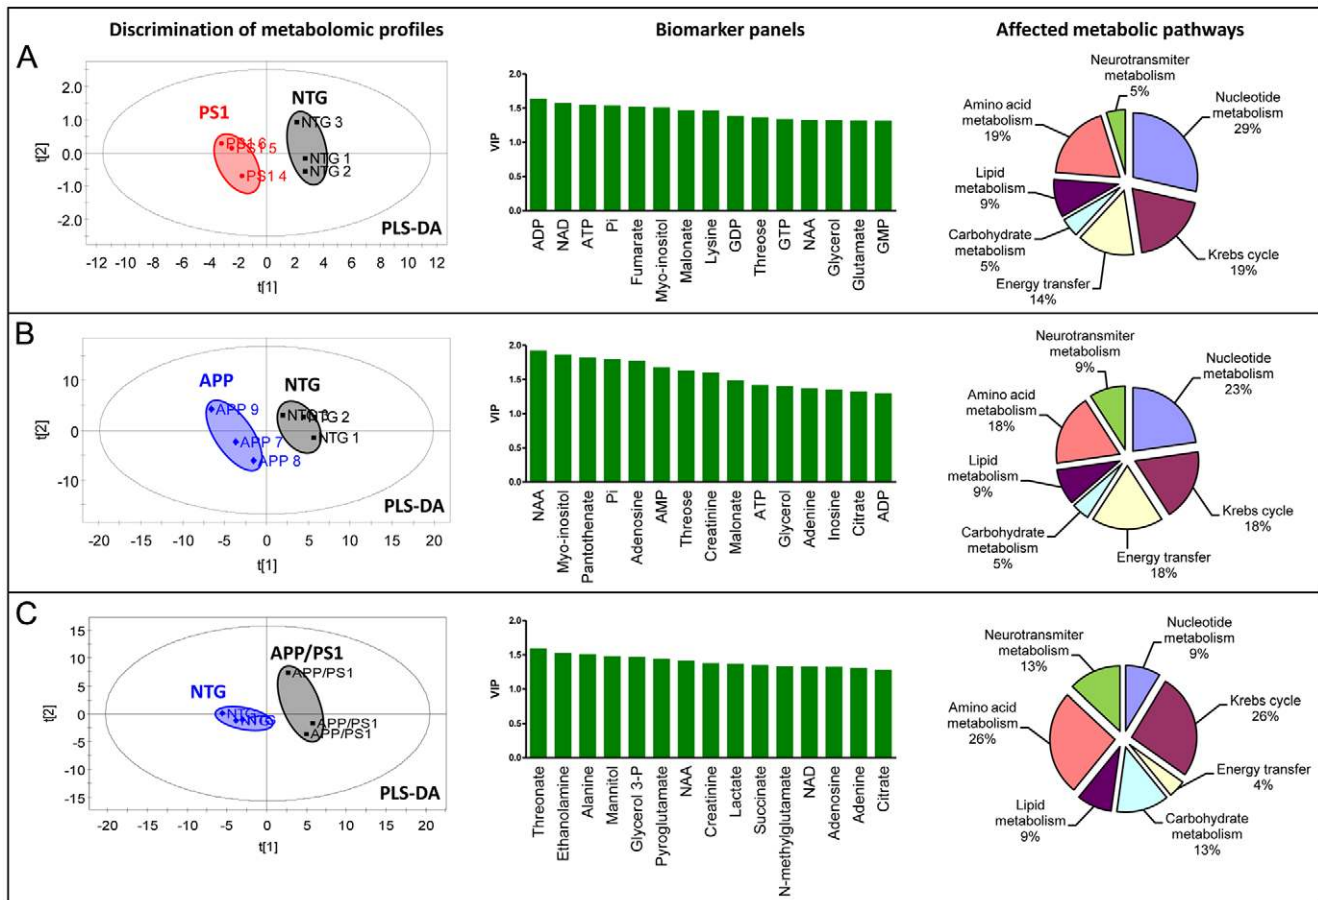 Discrimination of metabolomic profiles
Biomarker panels
Affected metabolic pathways
A
2.0
1.0
0.0
-1.0
-2.0
t[2]
PS1
NTG
NTG 3
PS1 6
PS1 5
NTG 1
NTG 2
PS1 4
PLS-DA
-12 -10 -8 -6 -4 -2 0 2 4 6 8 10 12
t[1]
2.0
1.5
1.0
0.5
0.0
VIP
ADP
NAD
ATP
Pi
Fumarate
Myo-inositol
Malonate
Lysine
GDP
Threose
GTP
NAA
Glycerol
Glutamate
GMP
Neurotransmiter
metabolism
5%
Nucleotide
metabolism
29%
Amino acid
metabolism
19%
Lipid
metabolism
9%
Carbohydrate
metabolism
5%
Energy transfer
14%
Krebs cycle
19%
B
10
0
-10
t[2]
APP
NTG
APP 9
NTG 2
NTG 1
APP 7
APP 8
PLS-DA
-20 -15 -10 -5 0 5 10 15 20
t[1]
2.0
1.5
1.0
0.5
0.0
VIP
NAA
Myo-inositol
Pantothenate
Pi
Adenosine
AMP
Threose
Creatinine
Malonate
ATP
Glycerol
Adenine
Inosine
Citrate
ADP
Neurotransmiter
metabolism
9%
Nucleotide
metabolism
23%
Amino acid
metabolism
18%
Lipid
metabolism
9%
Carbohydrate
metabolism
5%
Energy transfer
18%
Krebs cycle
18%
C
15
10
5
0
-5
-10
-15
t[2]
APP/PS1
NTG
APP/PS1
APP/PS1
APP/PS1
PLS-DA
-20 -15 -10 -5 0 5 10 15 20
t[1]
2.0
1.5
1.0
0.5
0.0
VIP
Threonate
Ethanolamine
Alanine
Mannitol
Glycerol 3-P
Pyroglutamate
NAA
Creatinine
Lactate
Succinate
N-methylglutamate
NAD
Adenosine
Adenine
Citrate
Neurotransmiter
metabolism
13%
Nucleotide
metabolism
9%
Amino acid
metabolism
26%
Krebs cycle
26%
Energy transfer
4%
Lipid
metabolism
9%
Carbohydrate
metabolism
13%